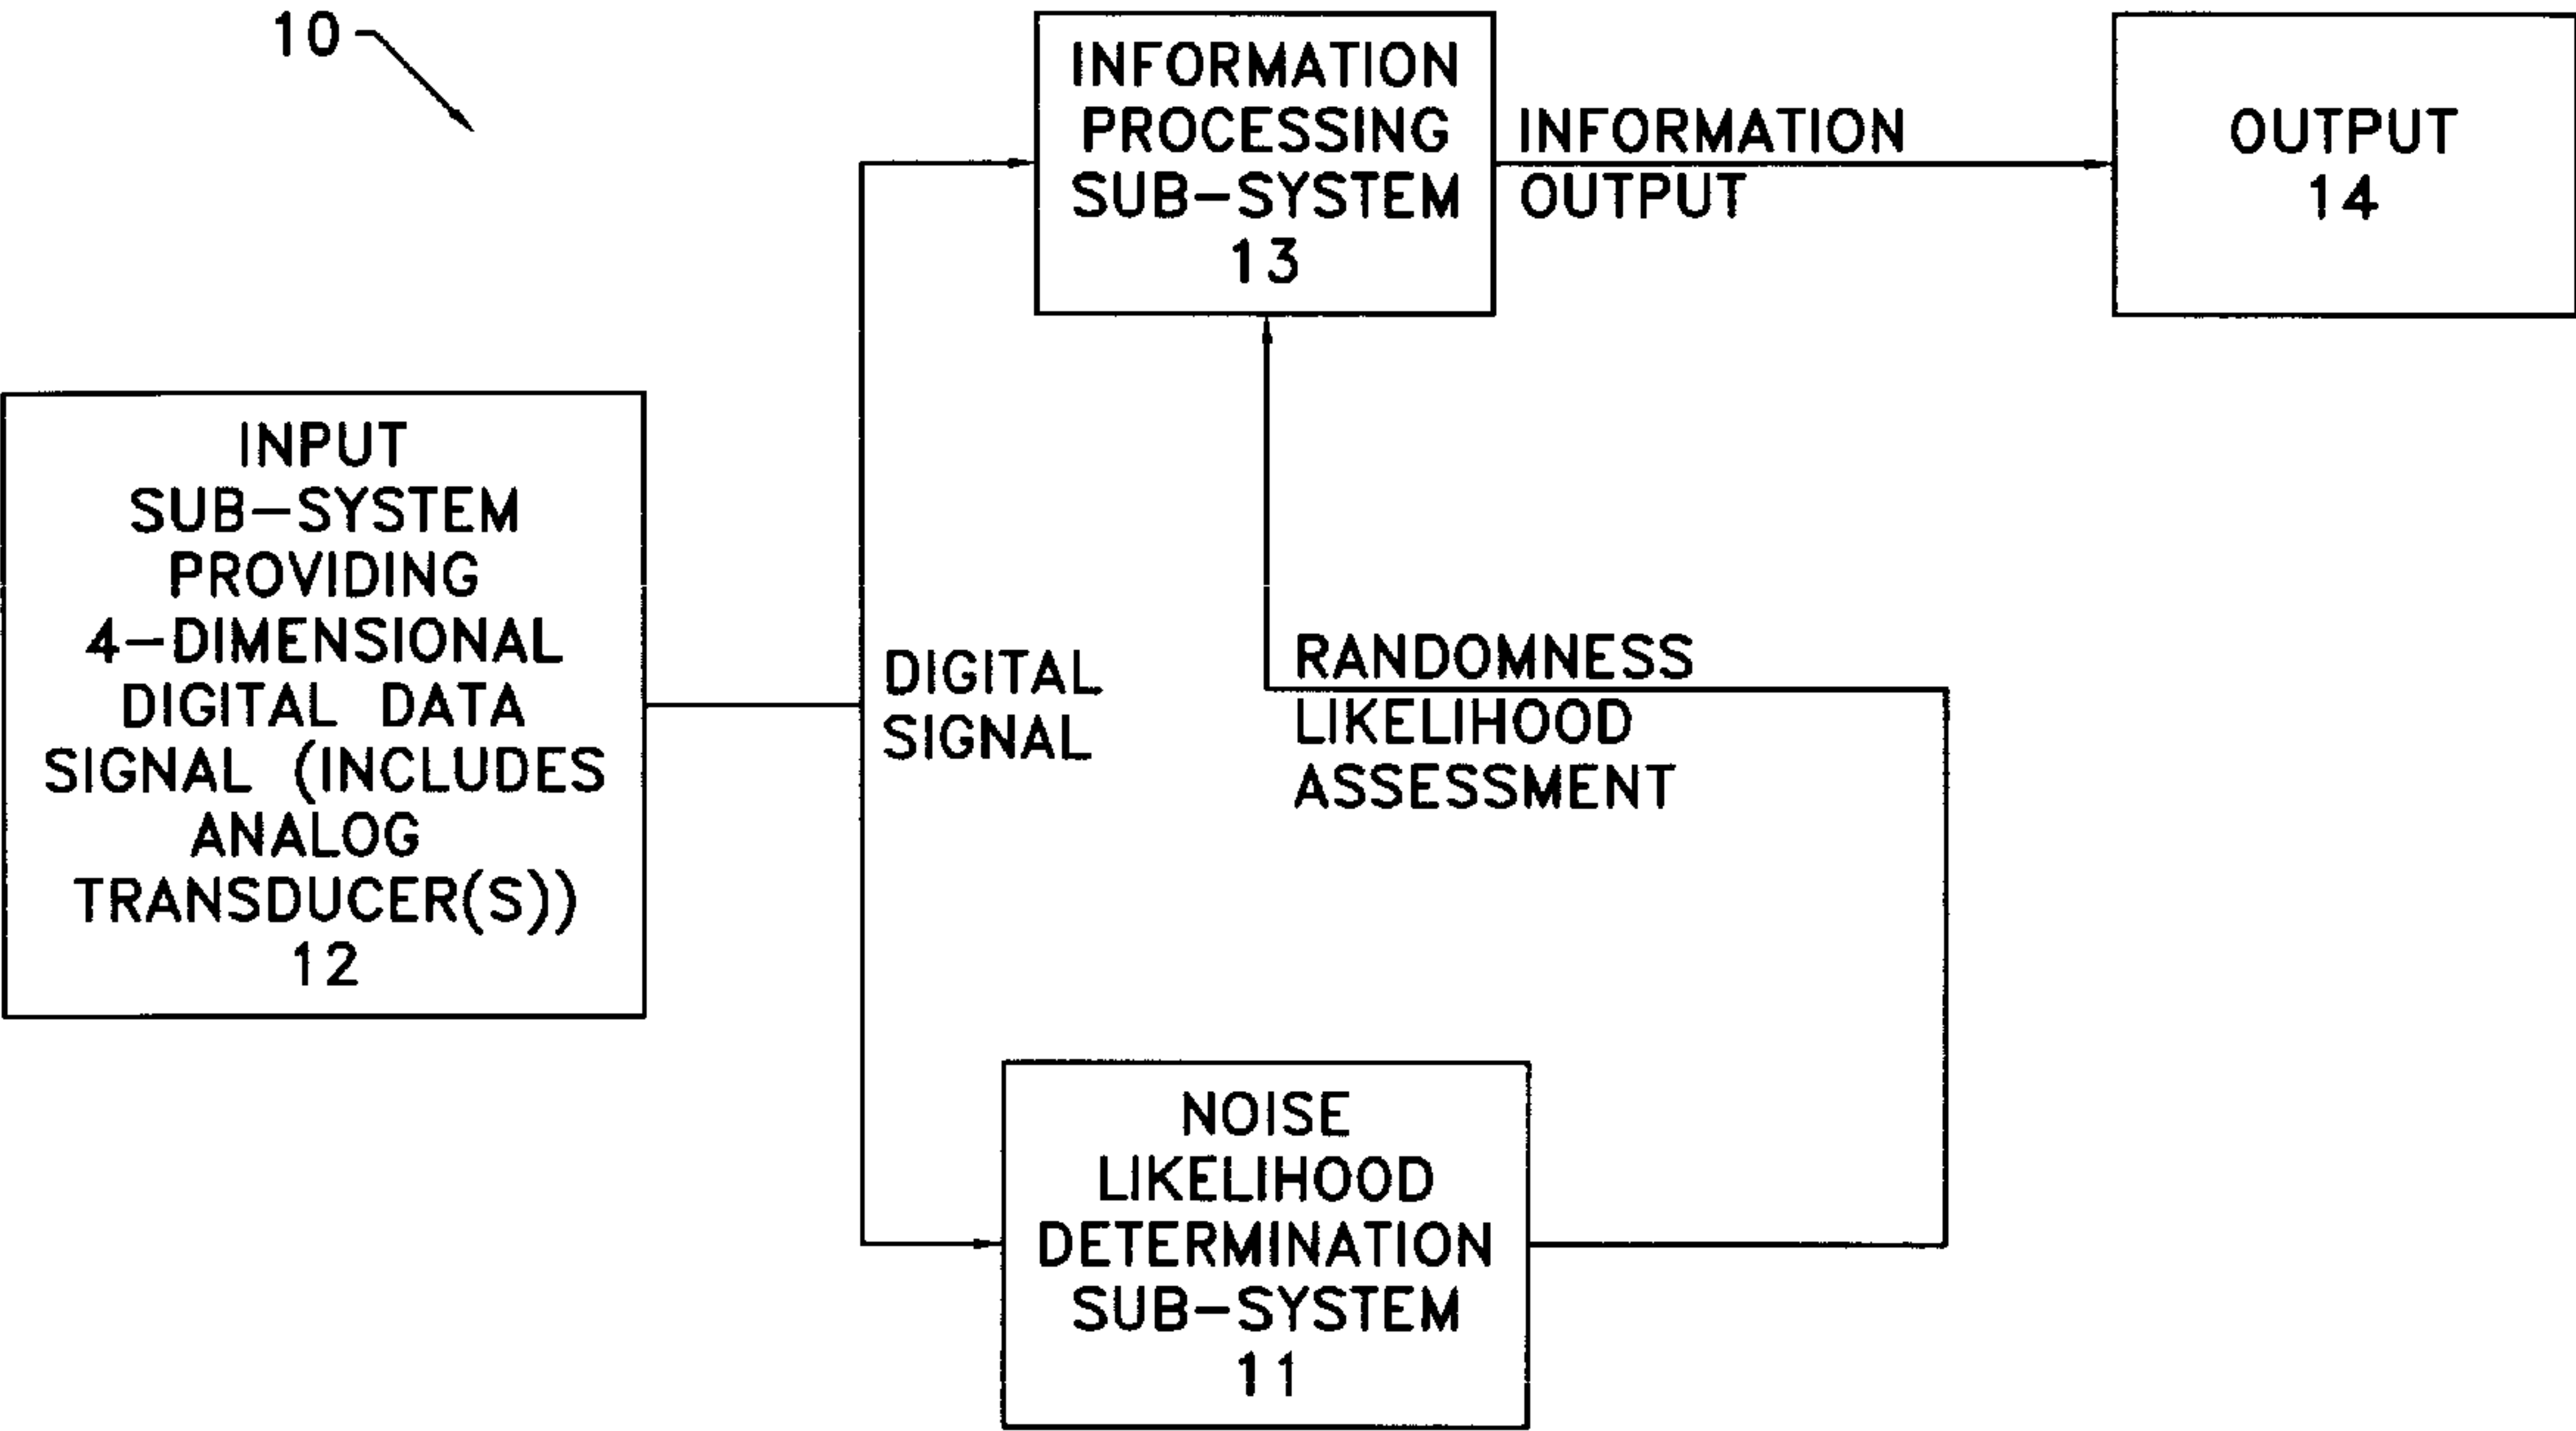 10
INFORMATION
PROCESSING
SUB-SYSTEM
13
INFORMATION
OUTPUT
OUTPUT
14
INPUT
SUB-SYSTEM
PROVIDING
4-DIMENSIONAL
DIGITAL DATA
SIGNAL (INCLUDES
ANALOG
TRANSDUCER(S))
12
DIGITAL
SIGNAL
RANDOMNESS
LIKELIHOOD
ASSESSMENT
NOISE
LIKELIHOOD
DETERMINATION
SUB-SYSTEM
11